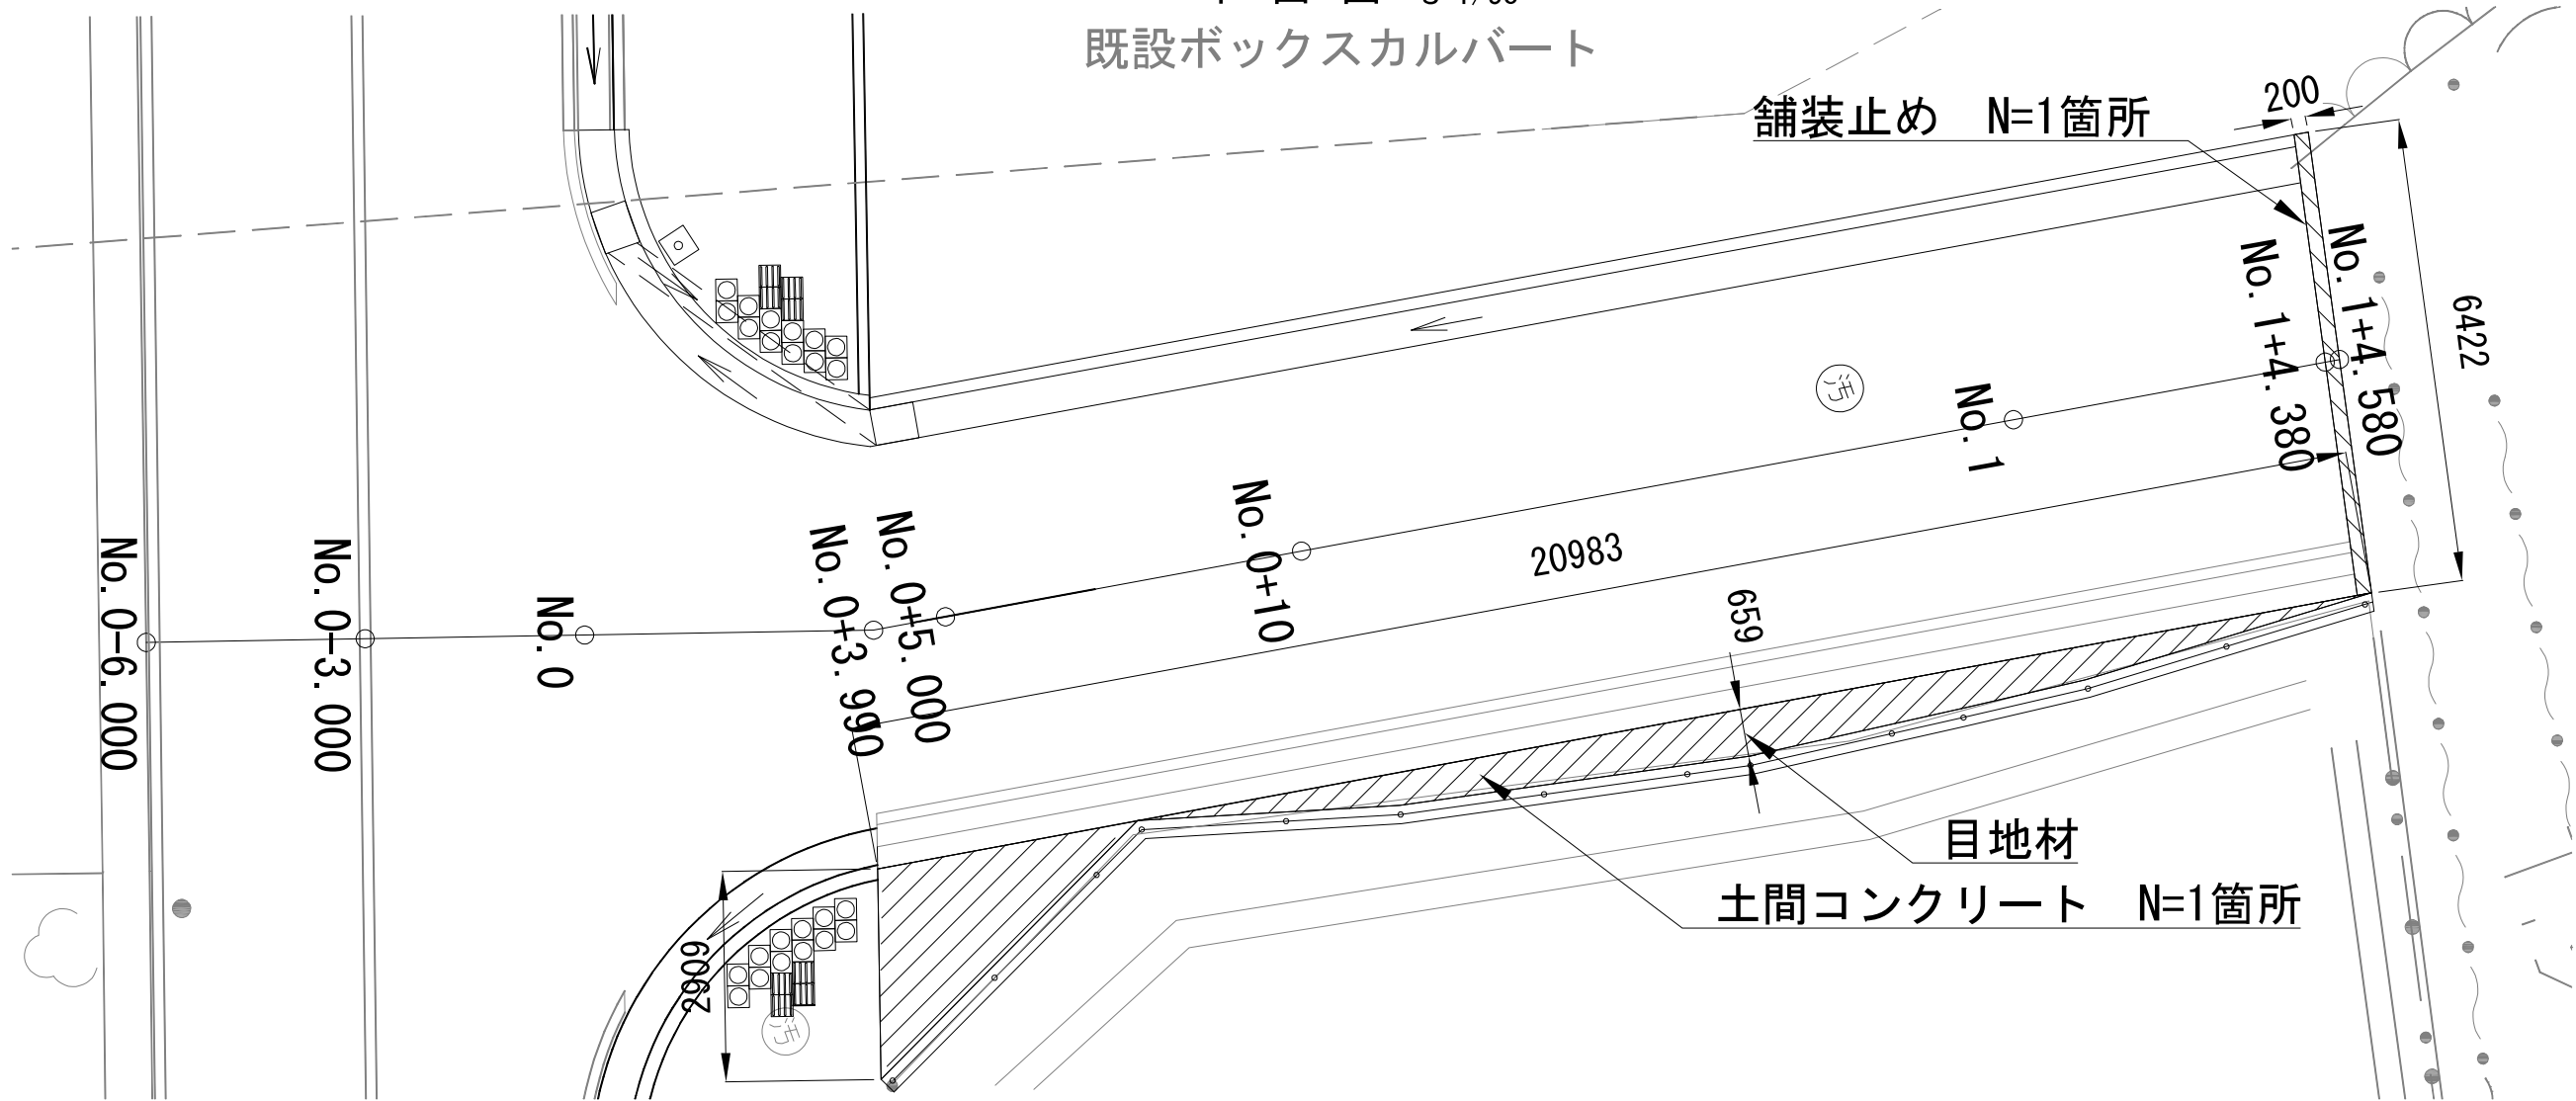 既設ボックスカルバート
舗装止め　N=1箇所
200
6422
No. 1+4. 580
No. 1+4. 380
汚
No. 1
No. 0+10
No. 0+5. 000
No. 0+3. 990
No. 0
No. 0-3. 000
No. 0-6. 000
20983
659
目地材
土間コンクリート　N=1箇所
2909
汚